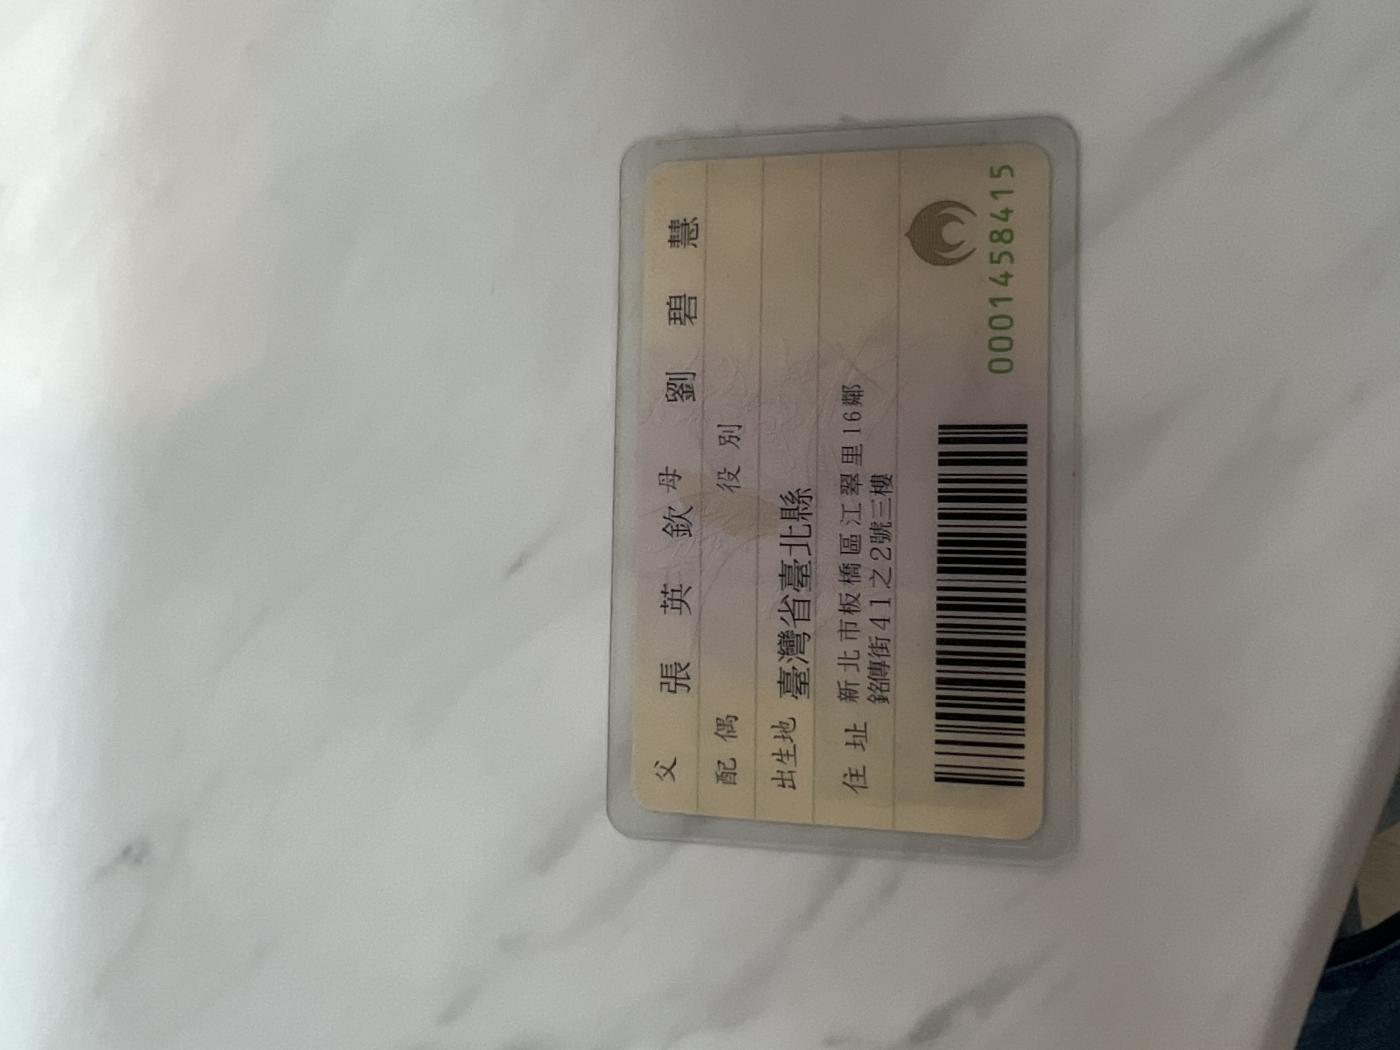 父 張英欽 母 劉碧慧
配偶 役別
出生地 臺灣省臺北縣
住址 新北市板橋區江翠里16鄰
銘傳街41之2號三樓
0001458415